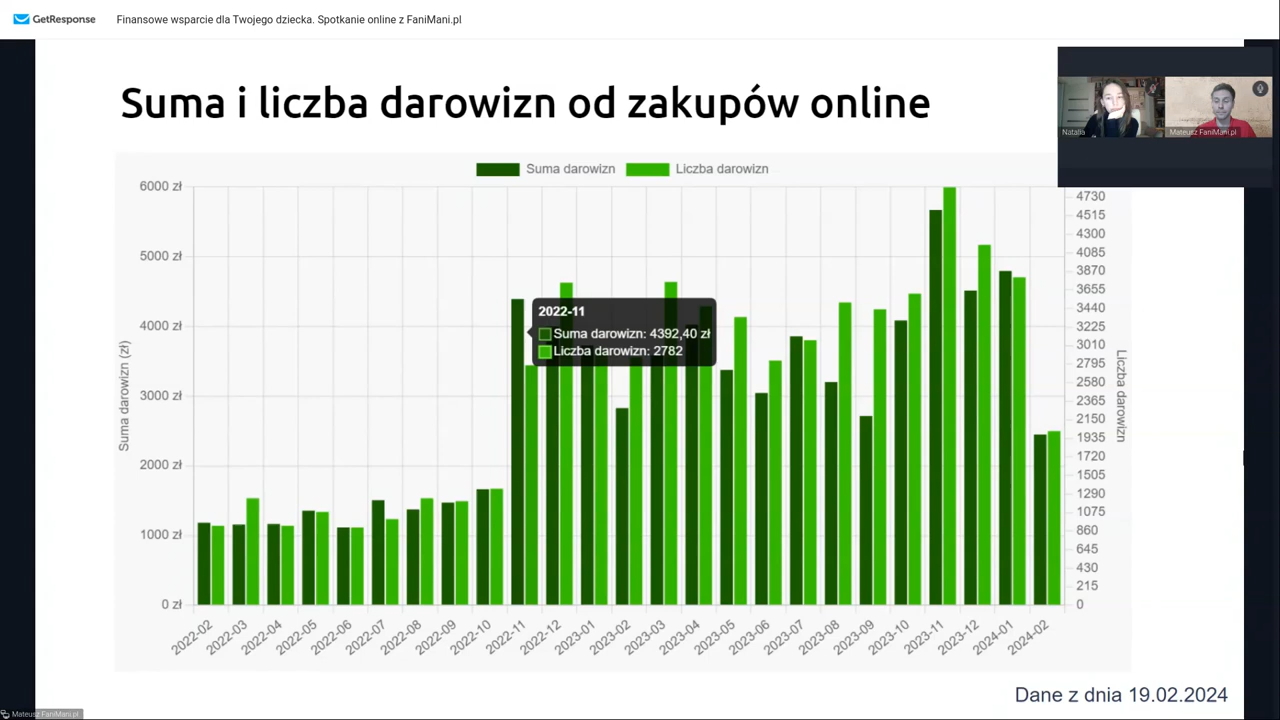 GetResponse
Finansowe wsparcie dla Twojego dziecka. Spotkanie online z FaniMani.pl
Suma i liczba darowizn od zakupów online
Natalia
Mateusz FaniMani.pl
Suma darowizn
Liczba darowizn
6000 zł
5000 zł
4000 zł
3000 zł
2000 zł
1000 zł
0 zł
Suma darowizn (zł)
2022-11
Suma darowizn: 4392,40 zł
Liczba darowizn: 2782
4730
4515
4300
4085
3870
3655
3440
3225
3010
2795
2580
2365
2150
1935
1720
1505
1290
1075
860
645
430
215
0
Liczba darowizn
2022-02
2022-03
2022-04
2022-05
2022-06
2022-07
2022-08
2022-09
2022-10
2022-11
2022-12
2023-01
2023-02
2023-03
2023-04
2023-05
2023-06
2023-07
2023-08
2023-09
2023-10
2023-11
2023-12
2024-01
2024-02
Dane z dnia 19.02.2024
Mateusz FaniMani.pl